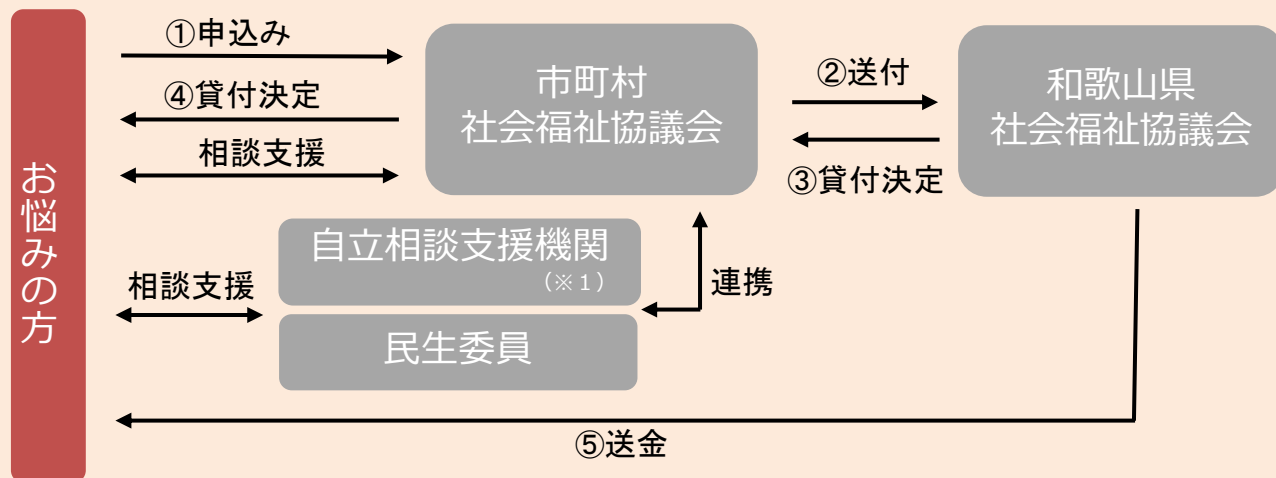 お悩みの方
①申込み
④貸付決定
相談支援
市町村
社会福祉協議会
②送付
③貸付決定
和歌山県
社会福祉協議会
相談支援
自立相談支援機関
（※１）
民生委員
連携
⑤送金